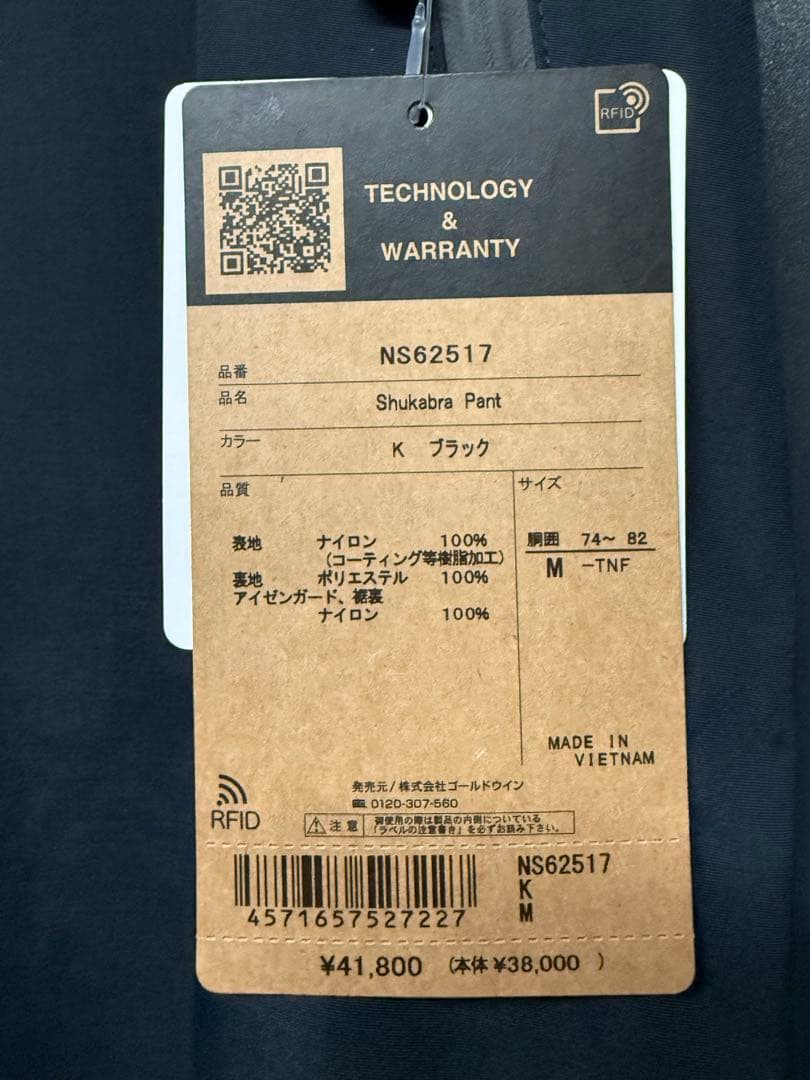 RFID
TECHNOLOGY
&
WARRANTY
品番 NS62517
品名 Shukabra Pant
カラー K ブラック
品質
サイズ
表地 ナイロン 100%
(コーティング等樹脂加工)
裏地 ポリエステル 100%
アイゼンガード、裾裏
ナイロン 100%
胴囲 74〜 82
M -TNF
MADE IN
VIETNAM
RFID
発売元/株式会社ゴールドウイン
0120-307-560
注意 御使用の際は製品の内側についている
「ラベルの注意書き」を必ずお読み下さい。
4571657527227
NS62517
K
M
¥41,800 (本体 ¥38,000 )